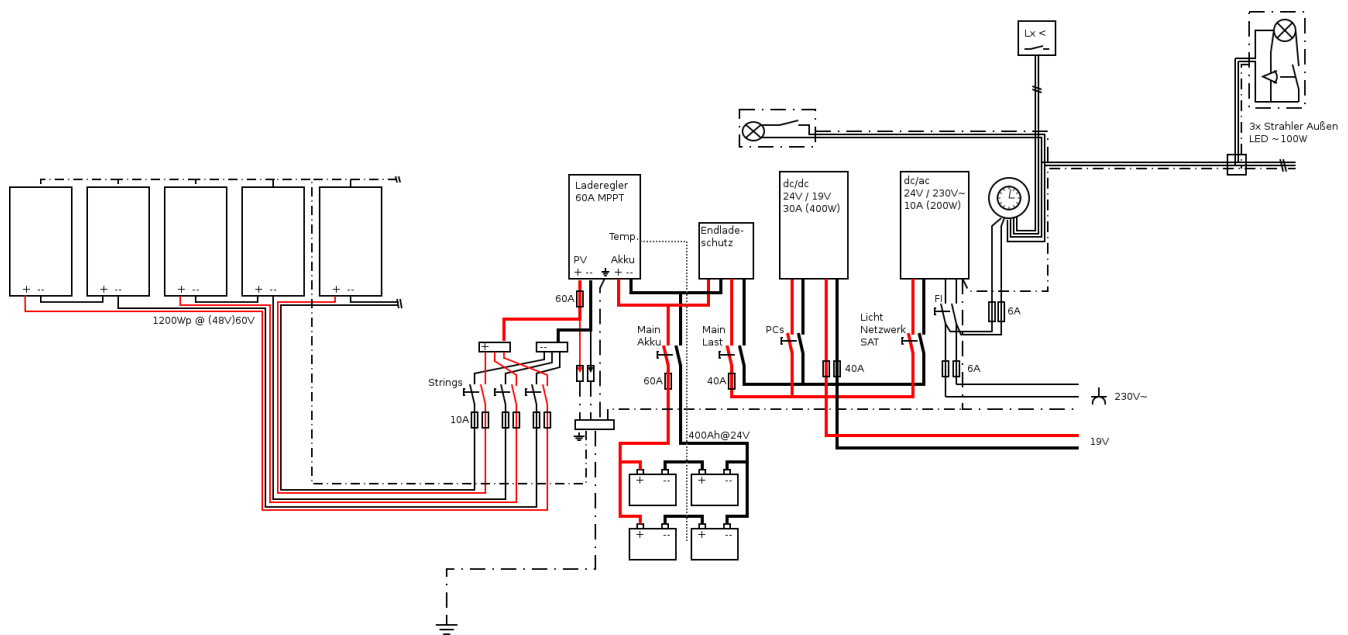 Lx <
3x Strahler Außen
LED ~100W
Laderegler
60A MPPT
Temp.
PV
Akku
+ --
+ --
Endlade-
schutz
dc/dc
24V / 19V
30A (400W)
dc/ac
24V / 230V~
10A (200W)
+ --
+ --
+ --
+ --
+ --
1200Wp @ (48V)60V
60A
FI
6A
Main
Akku
Main
Last
PCs
Licht
Netzwerk
SAT
+
--
Strings
10A
60A
40A
40A
6A
230V~
400Ah@24V
19V
+ --
+ --
+ --
+ --